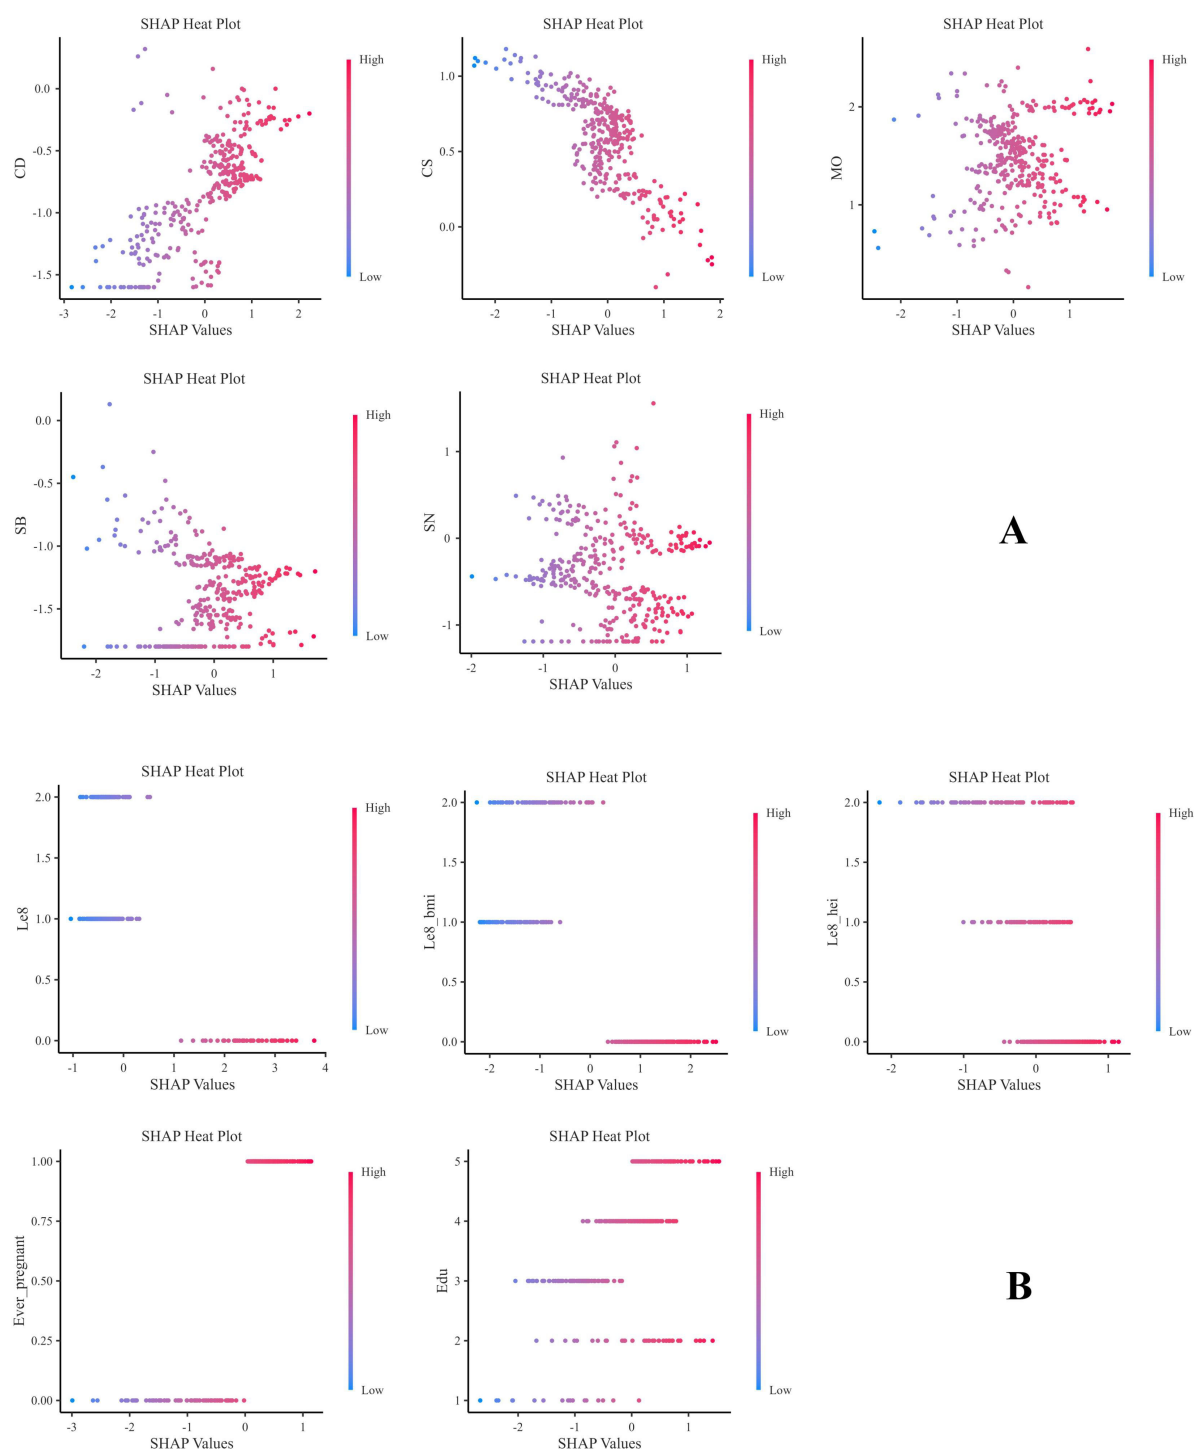 SHAP Heat Plot
CD
0.0
-0.5
-1.0
-1.5
-3 -2 -1 0 1 2
SHAP Values
High
Low
SHAP Heat Plot
CS
1.0
0.5
0.0
-2 -1 0 1 2
SHAP Values
High
Low
SHAP Heat Plot
MO
2
1
-2 -1 0 1
SHAP Values
High
Low
SHAP Heat Plot
SB
0.0
-0.5
-1.0
-1.5
-2 -1 0 1
SHAP Values
High
Low
SHAP Heat Plot
SN
1
0
-1
-2 -1 0 1
SHAP Values
High
Low
A
SHAP Heat Plot
Le8
2.0
1.5
1.0
0.5
0.0
-1 0 1 2 3 4
SHAP Values
High
Low
SHAP Heat Plot
Le8_bmi
2.0
1.5
1.0
0.5
0.0
-2 -1 0 1 2
SHAP Values
High
Low
SHAP Heat Plot
Le8_hei
2.0
1.5
1.0
0.5
0.0
-2 -1 0 1
SHAP Values
High
Low
SHAP Heat Plot
Ever_pregnant
1.00
0.75
0.50
0.25
0.00
-3 -2 -1 0 1
SHAP Values
High
Low
SHAP Heat Plot
Edu
5
4
3
2
1
-2 -1 0 1
SHAP Values
High
Low
B